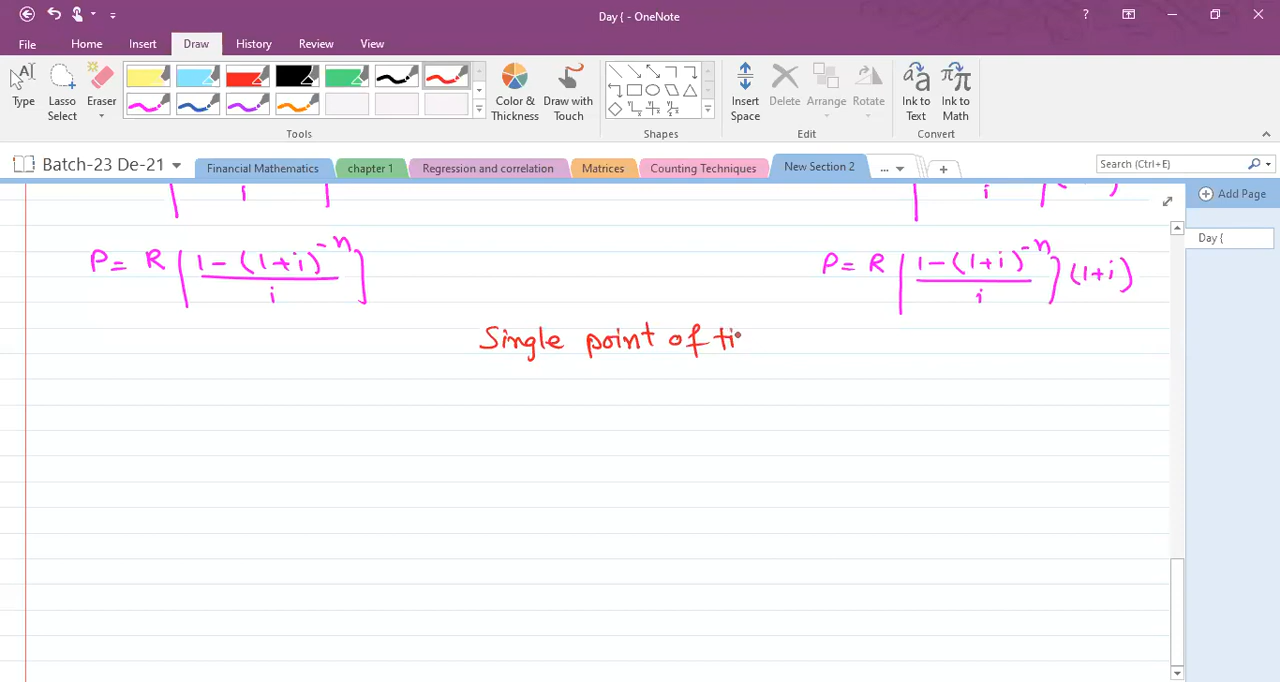 Day { - OneNote
File Home Insert Draw History Review View
Type Lasso Select Eraser Color & Thickness Draw with Touch Insert Space Delete Arrange Rotate Ink to Text Ink to Math
Tools Shapes Edit Convert
Batch-23 De-21 Financial Mathematics chapter 1 Regression and correlation Matrices Counting Techniques New Section 2 ... Search (Ctrl+E)
Add Page
Day {
i i
P = R [ 1 - (1+i)^-n / i ] P = R [ 1 - (1+i)^-n / i ] (1+i)
Single point of ti